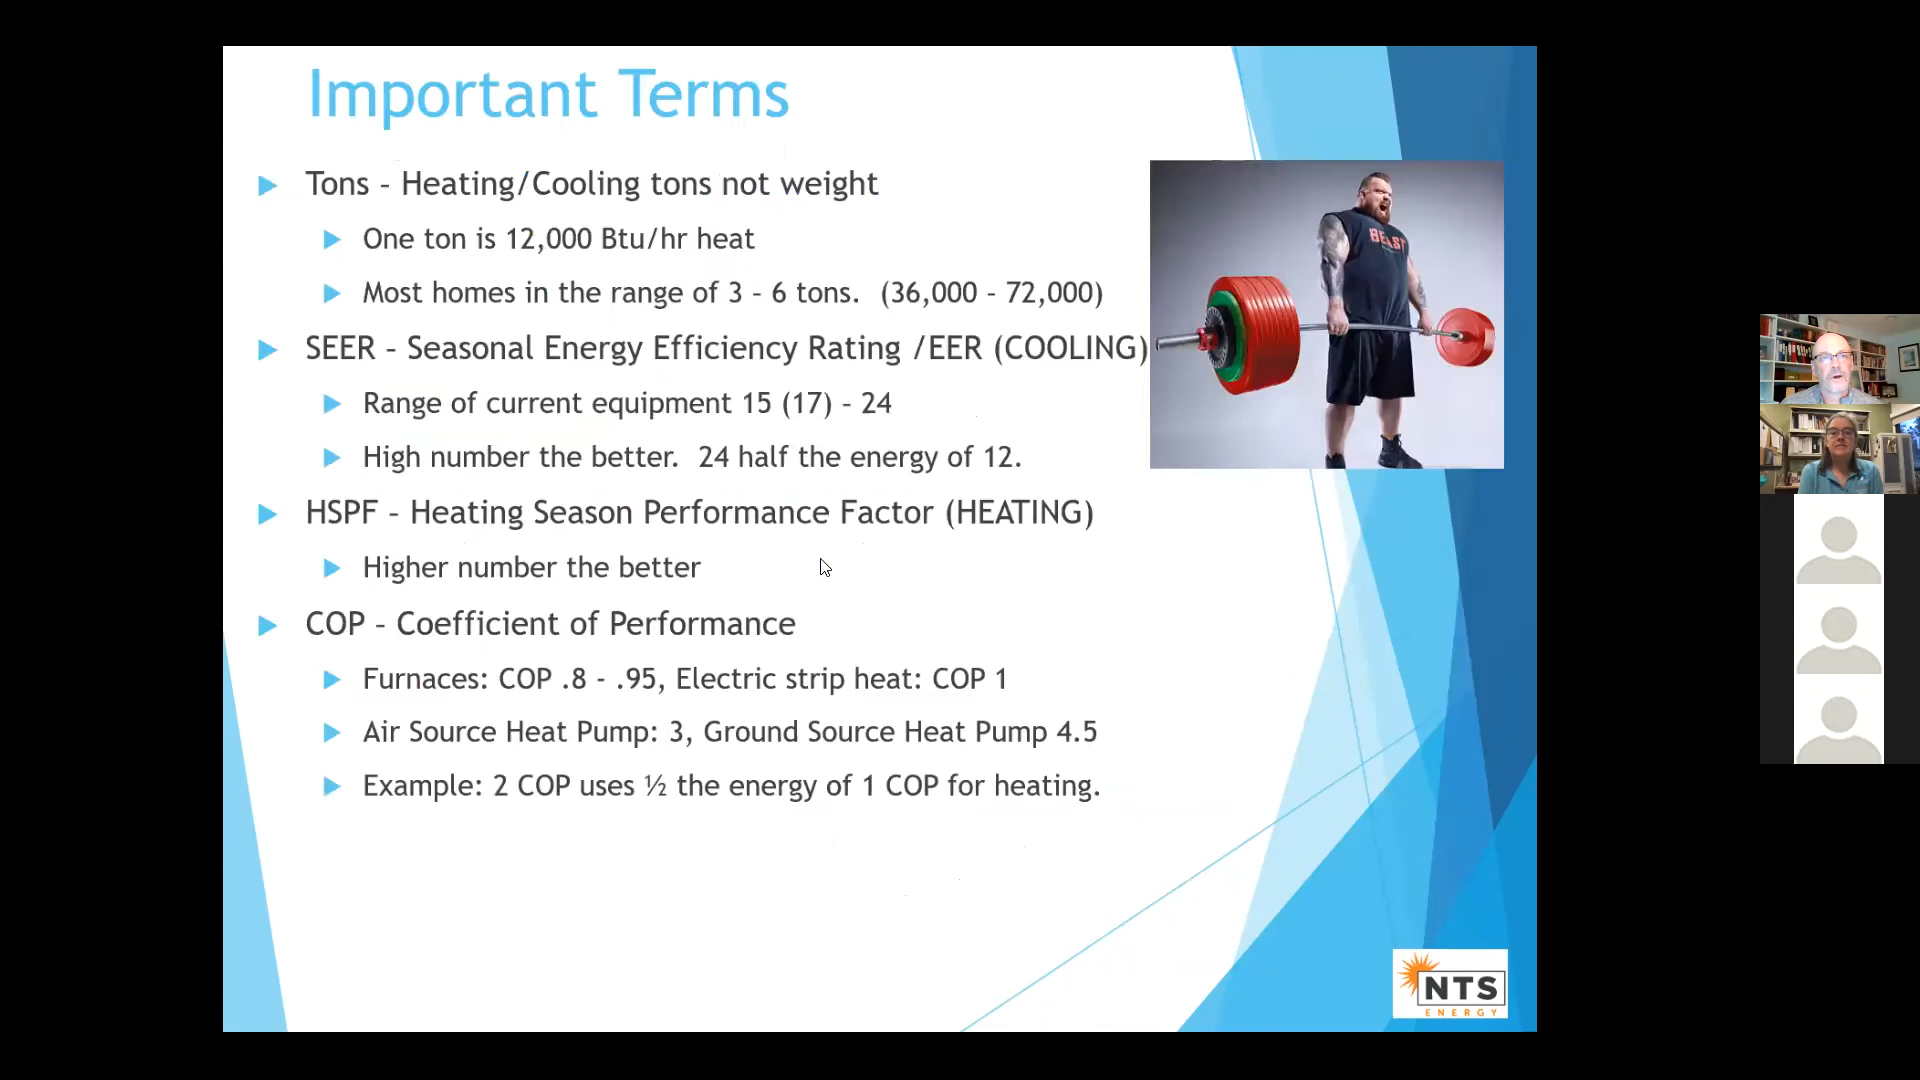 Important Terms
Tons – Heating/Cooling tons not weight
One ton is 12,000 Btu/hr heat
Most homes in the range of 3 – 6 tons. (36,000 – 72,000)
SEER – Seasonal Energy Efficiency Rating /EER (COOLING)
Range of current equipment 15 (17) – 24
High number the better. 24 half the energy of 12.
HSPF – Heating Season Performance Factor (HEATING)
Higher number the better
COP – Coefficient of Performance
Furnaces: COP .8 - .95, Electric strip heat: COP 1
Air Source Heat Pump: 3, Ground Source Heat Pump 4.5
Example: 2 COP uses ½ the energy of 1 COP for heating.
BEAST
NTS
ENERGY